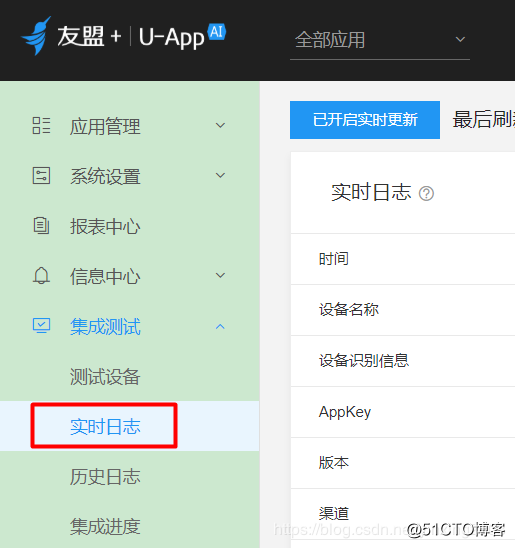 友盟+ | U-App AI
全部应用
应用管理
系统设置
报表中心
信息中心
集成测试
测试设备
实时日志
历史日志
集成进度
已开启实时更新
最后刷
实时日志
时间
设备名称
设备识别信息
AppKey
版本
渠道
https://blog.csdn.ne
@51CTO博客